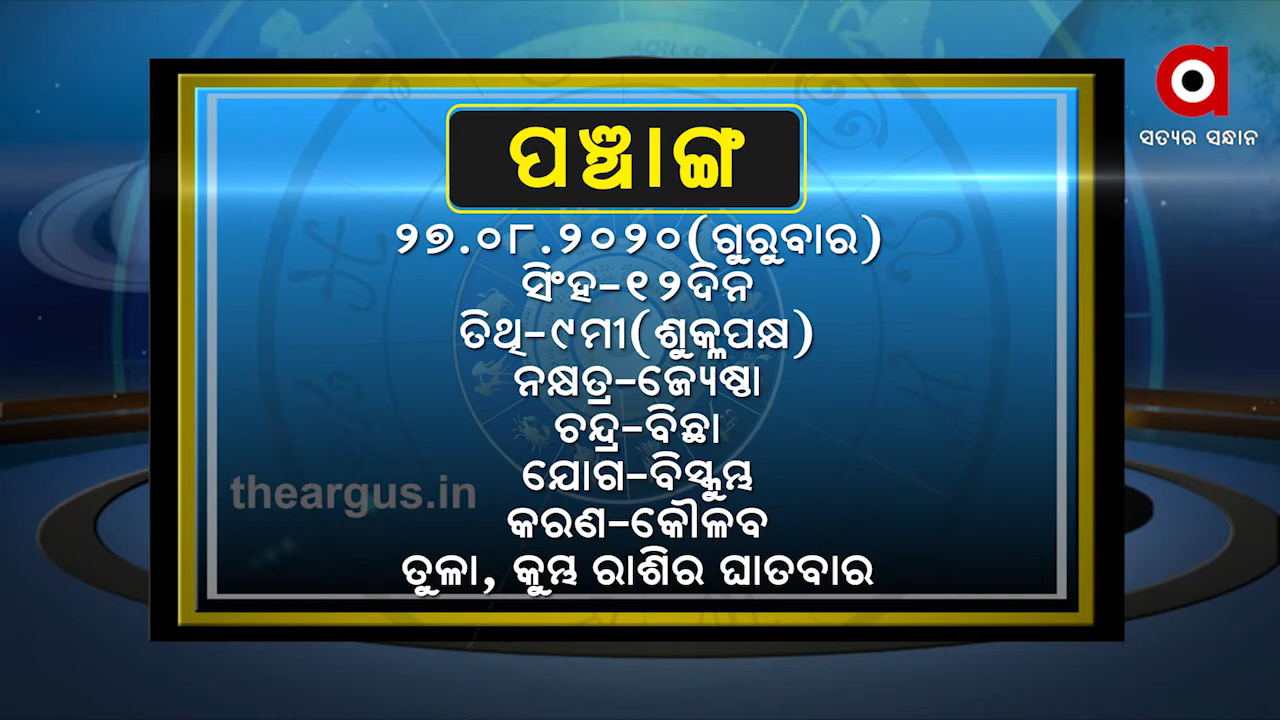 ପଞ୍ଚାଙ୍ଗ
ସତ୍ୟର ସନ୍ଧାନ
୨୭.୦୮.୨୦୨୦(ଗୁରୁବାର)
ସିଂହ-୧୨ଦିନ
ତିଥି-୯ମୀ(ଶୁକ୍ଳପକ୍ଷ)
ନକ୍ଷତ୍ର-ଜ୍ୟେଷ୍ଠା
ଚନ୍ଦ୍ର-ବିଛା
ଯୋଗ-ବିସ୍କୁମ୍ଭ
theargus.in
କରଣ-କୌଳବ
ତୁଳା, କୁମ୍ଭ ରାଶିର ଘାତବାର